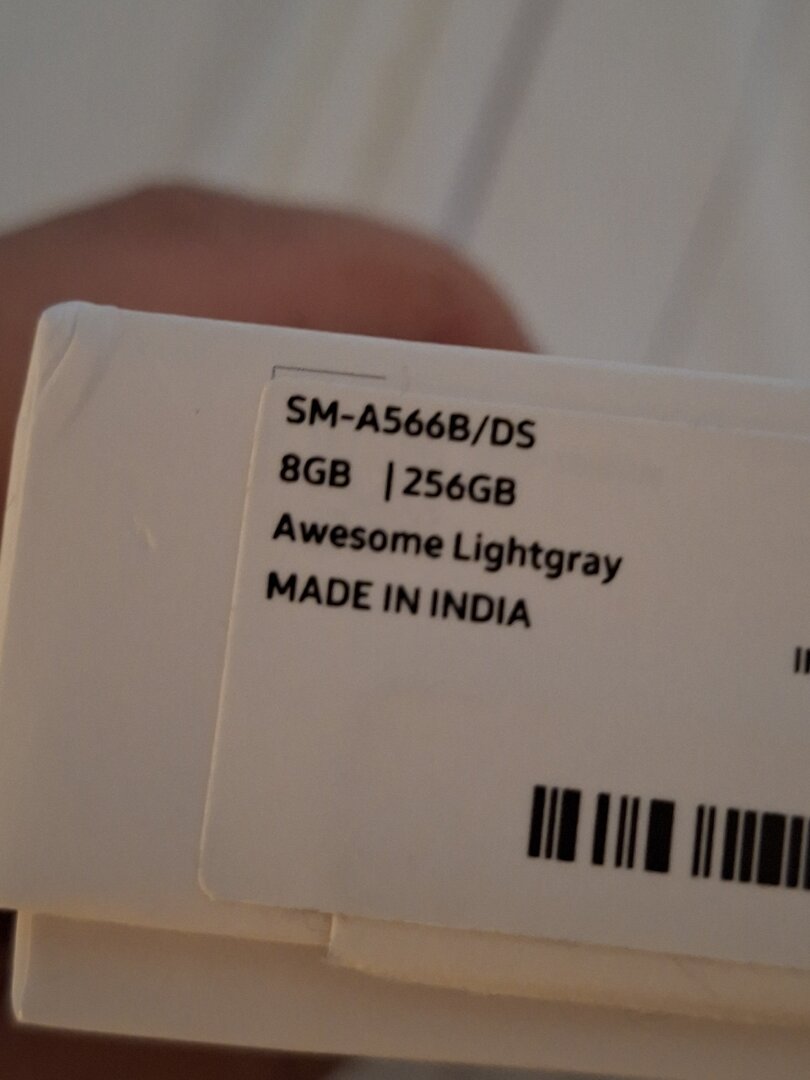 SM-A566B/DS
8GB | 256GB
Awesome Lightgray
MADE IN INDIA